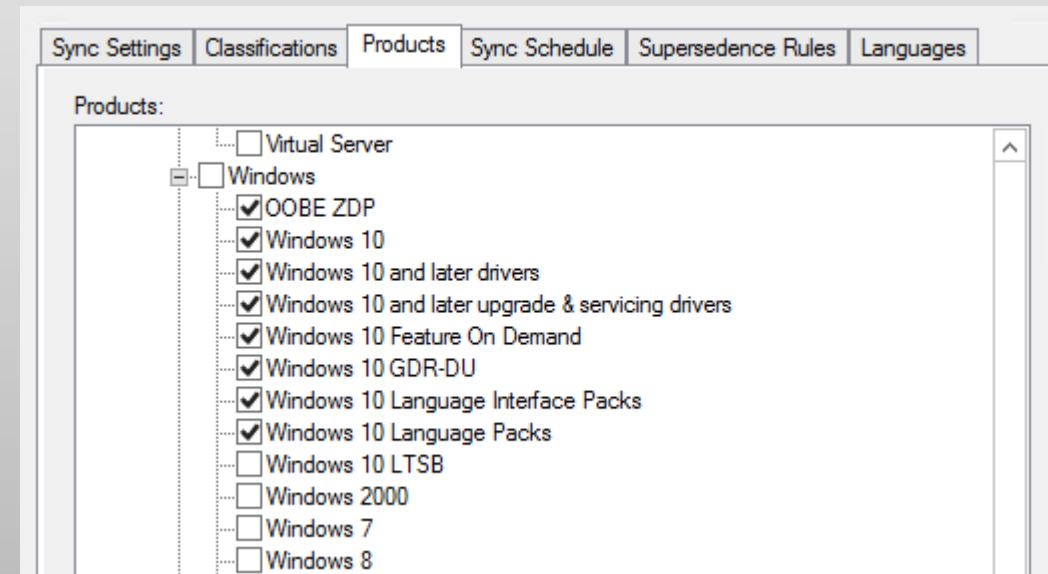 Sync Settings Classifications Products Sync Schedule Supersedence Rules Languages
Products:
Virtual Server
Windows
OOBE ZDP
Windows 10
Windows 10 and later drivers
Windows 10 and later upgrade & servicing drivers
Windows 10 Feature On Demand
Windows 10 GDR-DU
Windows 10 Language Interface Packs
Windows 10 Language Packs
Windows 10 LTSB
Windows 2000
Windows 7
Windows 8